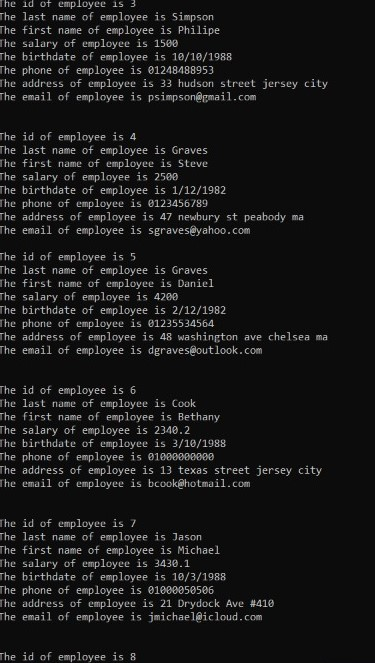 The id of employee is 3
The last name of employee is Simpson
The first name of employee is Philipe
The salary of employee is 1500
The birthdate of employee is 10/10/1988
The phone of employee is 01248488953
The address of employee is 33 hudson street jersey city
The email of employee is psimpson@gmail.com
The id of employee is 4
The last name of employee is Graves
The first name of employee is Steve
The salary of employee is 2500
The birthdate of employee is 1/12/1982
The phone of employee is 0123456789
The address of employee is 47 newbury st peabody ma
The email of employee is sgraves@yahoo.com
The id of employee is 5
The last name of employee is Graves
The first name of employee is Daniel
The salary of employee is 4200
The birthdate of employee is 2/12/1982
The phone of employee is 01235534564
The address of employee is 48 washington ave chelsea ma
The email of employee is dgraves@outlook.com
The id of employee is 6
The last name of employee is Cook
The first name of employee is Bethany
The salary of employee is 2340.2
The birthdate of employee is 3/10/1988
The phone of employee is 01000000000
The address of employee is 13 texas street jersey city
The email of employee is bcook@hotmail.com
The id of employee is 7
The last name of employee is Jason
The first name of employee is Michael
The salary of employee is 3430.1
The birthdate of employee is 10/3/1988
The phone of employee is 01000050506
The address of employee is 21 Drydock Ave #410
The email of employee is jmichael@icloud.com
The id of employee is 8